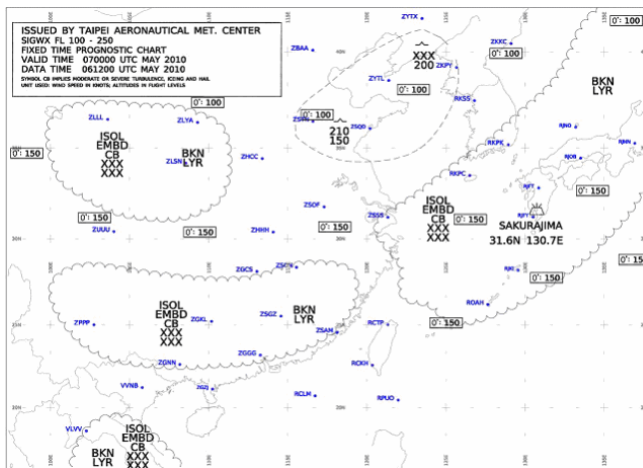 ISSUED BY TAIPEI AERONAUTICAL MET. CENTER
SIGWX FL 100 - 250
FIXED TIME PROGNOSTIC CHART
VALID TIME 070000 UTC MAY 2010
DATA TIME 061200 UTC MAY 2010
SYMBOL CB IMPLIES MODERATE OR SEVERE TURBULENCE, ICING AND HAIL
UNIT USED: WIND SPEED IN KNOTS; ALTITUDES IN FLIGHT LEVELS
ZYTX
0°: 100
ZBAA
XXX
200
ZKPY
ZKKC
ZYTL
BKN
LYR
0°: 100
0°: 100
RKSS
0°: 100
ZLLL
ZLYA
210
150
ZSQD
RJNO
ISOL
EMBD
CB
XXX
XXX
0°: 150
BKN
LYR
ZLSN
ZHCC
RKPK
RJNN
RJOB
0°: 150
RKPC
RJFT
ZSOF
ZSSS
0°: 150
ISOL
EMBD
CB
XXX
XXX
SAKURAJIMA
31.6N 130.7E
0°: 150
ZUUU
0°: 150
ZHHH
0°: 150
ZGCS
0°: 150
ROAH
ISOL
EMBD
CB
XXX
XXX
BKN
LYR
ZPPP
ZGKL
ZSGZ
ZSAM
RCTP
0°: 150
ZGNN
ZGGG
RCKH
VVNB
RCLM
RPUO
VLVV
ISOL
EMBD
CB
XXX
XXX
BKN
LYR